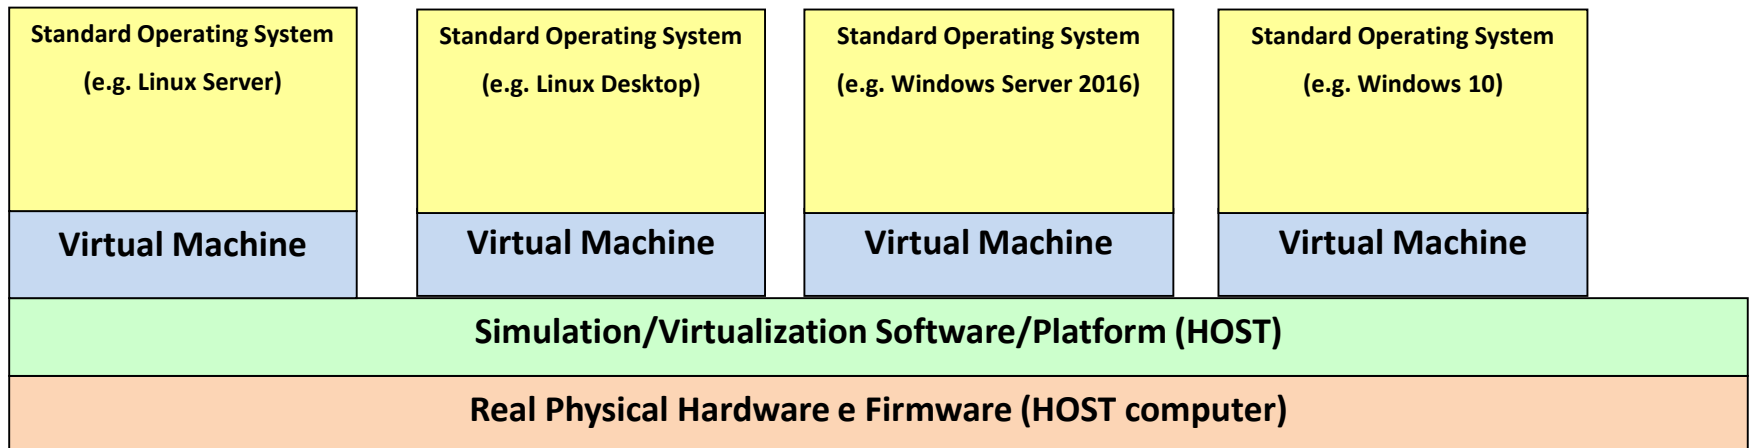 Standard Operating System
(e.g. Linux Server)
Standard Operating System
(e.g. Linux Desktop)
Standard Operating System
(e.g. Windows Server 2016)
Standard Operating System
(e.g. Windows 10)
Virtual Machine
Virtual Machine
Virtual Machine
Virtual Machine
Simulation/Virtualization Software/Platform (HOST)
Real Physical Hardware e Firmware (HOST computer)